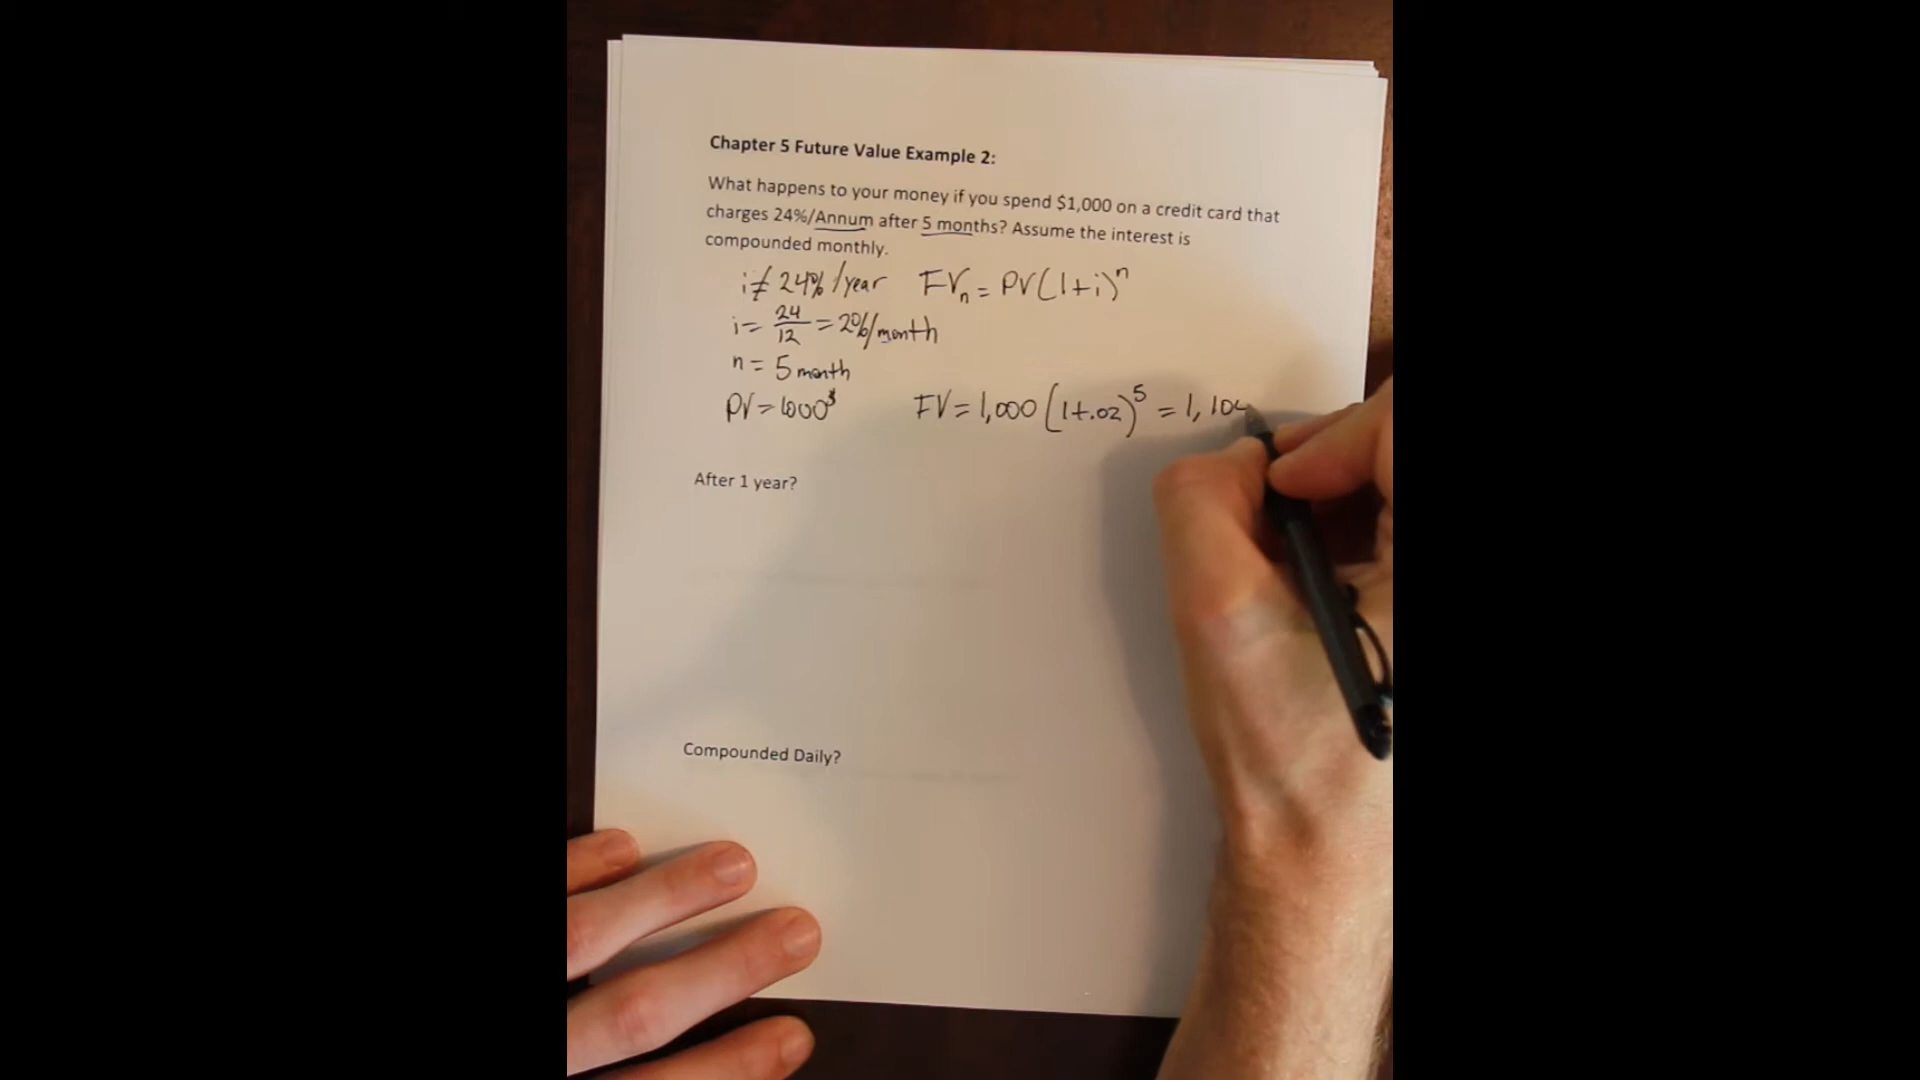 Chapter 5 Future Value Example 2:
What happens to your money if you spend $1,000 on a credit card that
charges 24%/Annum after 5 months? Assume the interest is
compounded monthly.
i ≠ 24% /year FVn = PV(1+i)^n
i = 24/12 = 2%/month
n = 5 month
PV = 1000$ FV = 1,000 (1+.02)^5 = 1,104
After 1 year?
Compounded Daily?